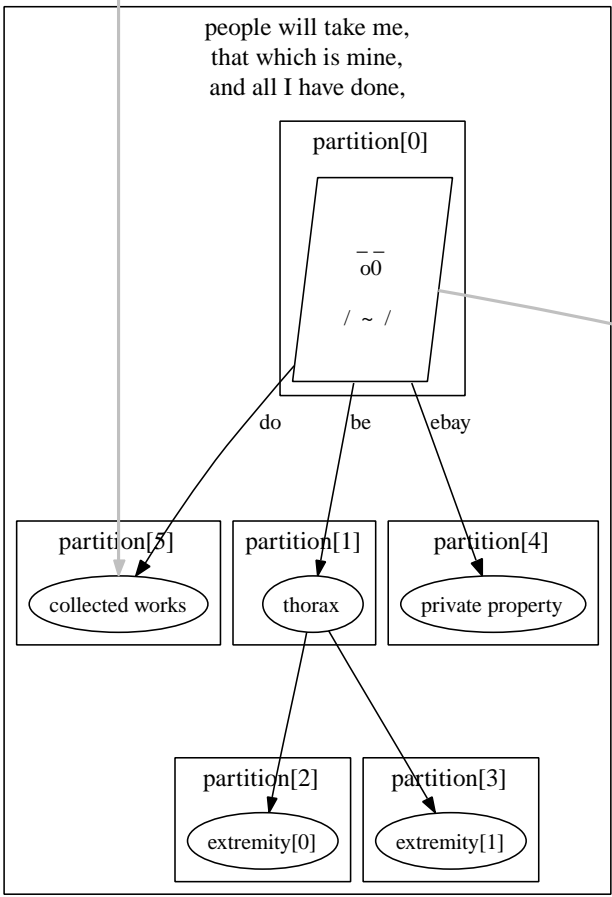 people will take me,
that which is mine,
and all I have done,
partition[0]
_ _
o0
/ ~ /
do
be
ebay
partition[5]
partition[1]
partition[4]
collected works
thorax
private property
partition[2]
partition[3]
extremity[0]
extremity[1]